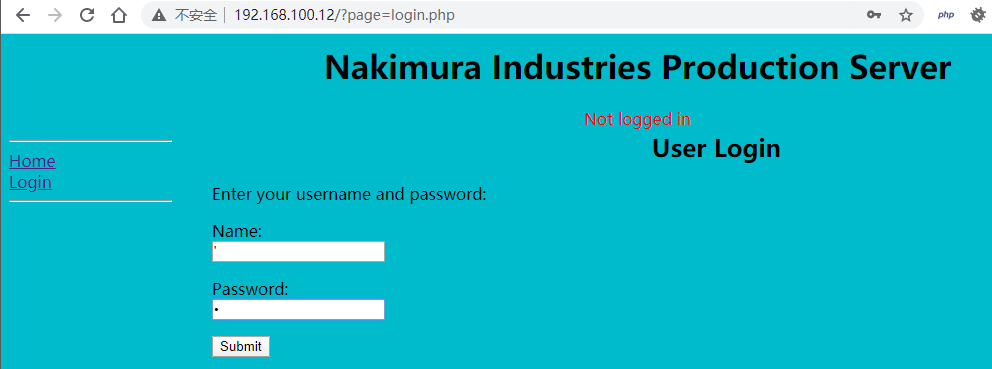 不安全 | 192.168.100.12/?page=login.php
php
Nakimura Industries Production Server
Not logged in
User Login
Home
Login
Enter your username and password:
Name:
'
Password:
•
Submit